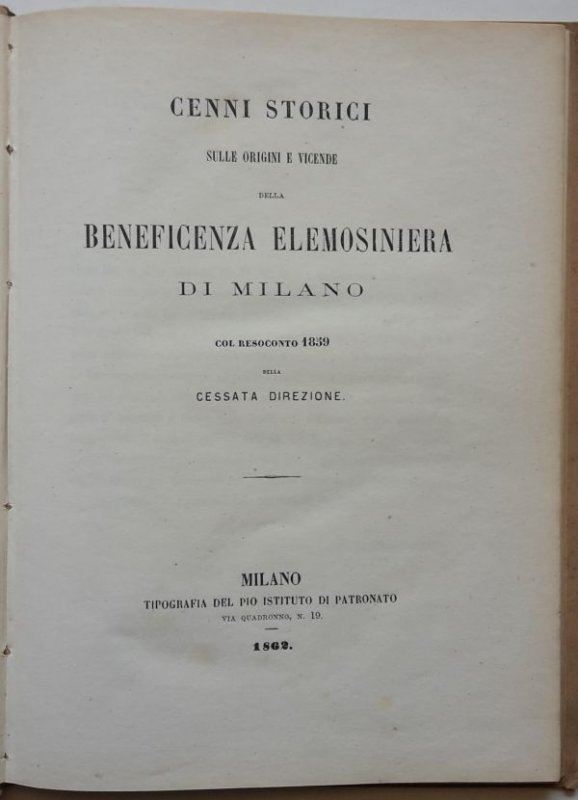 CENNI STORICI
SULLE ORIGINI E VICENDE
DELLA
BENEFICENZA ELEMOSINIERA
DI MILANO
COL RESOCONTO 1859
DELLA
CESSATA DIREZIONE.
MILANO
TIPOGRAFIA DEL PIO ISTITUTO DI PATRONATO
VIA QUADRONNO, N. 19.
1862.